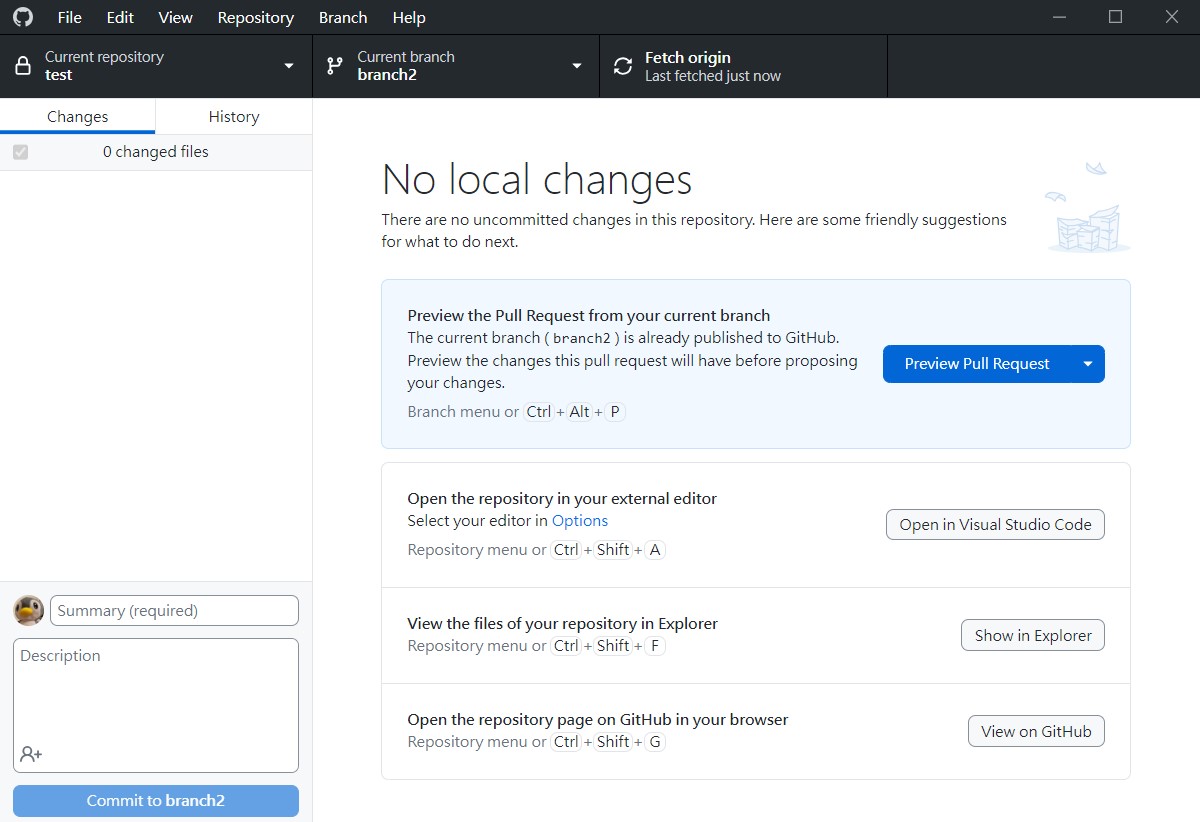 File Edit View Repository Branch Help
Current repository
test
Current branch
branch2
Fetch origin
Last fetched just now
Changes
History
0 changed files
No local changes
There are no uncommitted changes in this repository. Here are some friendly suggestions
for what to do next.
Preview the Pull Request from your current branch
The current branch ( branch2 ) is already published to GitHub.
Preview the changes this pull request will have before proposing
your changes.
Branch menu or Ctrl + Alt + P
Preview Pull Request
Open the repository in your external editor
Select your editor in Options
Repository menu or Ctrl + Shift + A
Open in Visual Studio Code
View the files of your repository in Explorer
Repository menu or Ctrl + Shift + F
Show in Explorer
Open the repository page on GitHub in your browser
Repository menu or Ctrl + Shift + G
View on GitHub
Summary (required)
Description
Commit to branch2